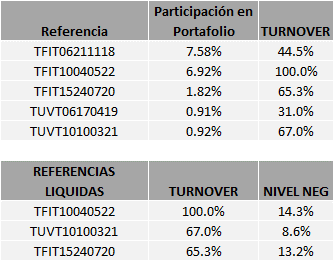 Referencia Participación en Portafolio TURNOVER
TFIT06211118 7.58% 44.5%
TFIT10040522 6.92% 100.0%
TFIT15240720 1.82% 65.3%
TUVT06170419 0.91% 31.0%
TUVT10100321 0.92% 67.0%
REFERENCIAS LIQUIDAS TURNOVER NIVEL NEG
TFIT10040522 100.0% 14.3%
TUVT10100321 67.0% 8.6%
TFIT15240720 65.3% 13.2%